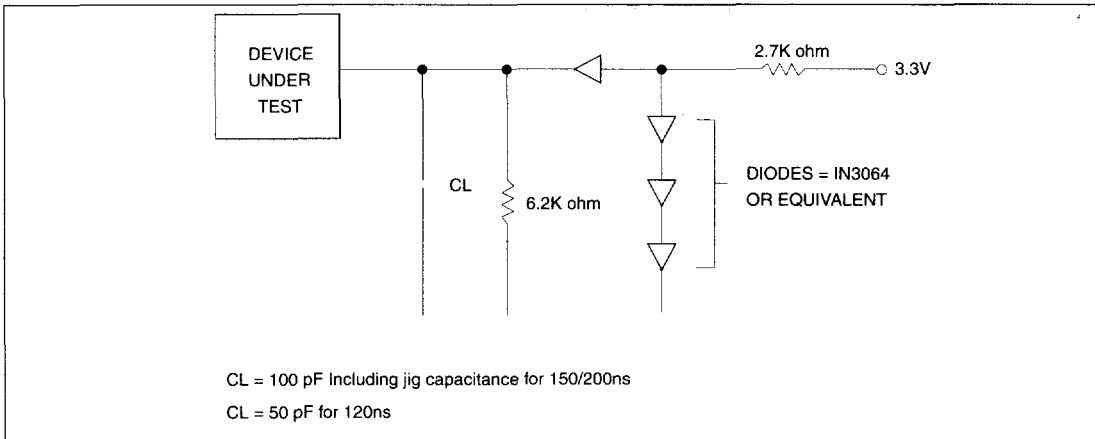 DEVICE
UNDER
TEST
2.7K ohm
3.3V
CL
6.2K ohm
DIODES = IN3064
OR EQUIVALENT
CL = 100 pF Including jig capacitance for 150/200ns
CL = 50 pF for 120ns